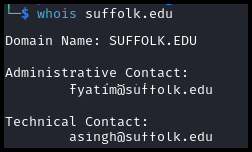 $ whois suffolk.edu
Domain Name: SUFFOLK.EDU
Administrative Contact:
fyatim@suffolk.edu
Technical Contact:
asingh@suffolk.edu